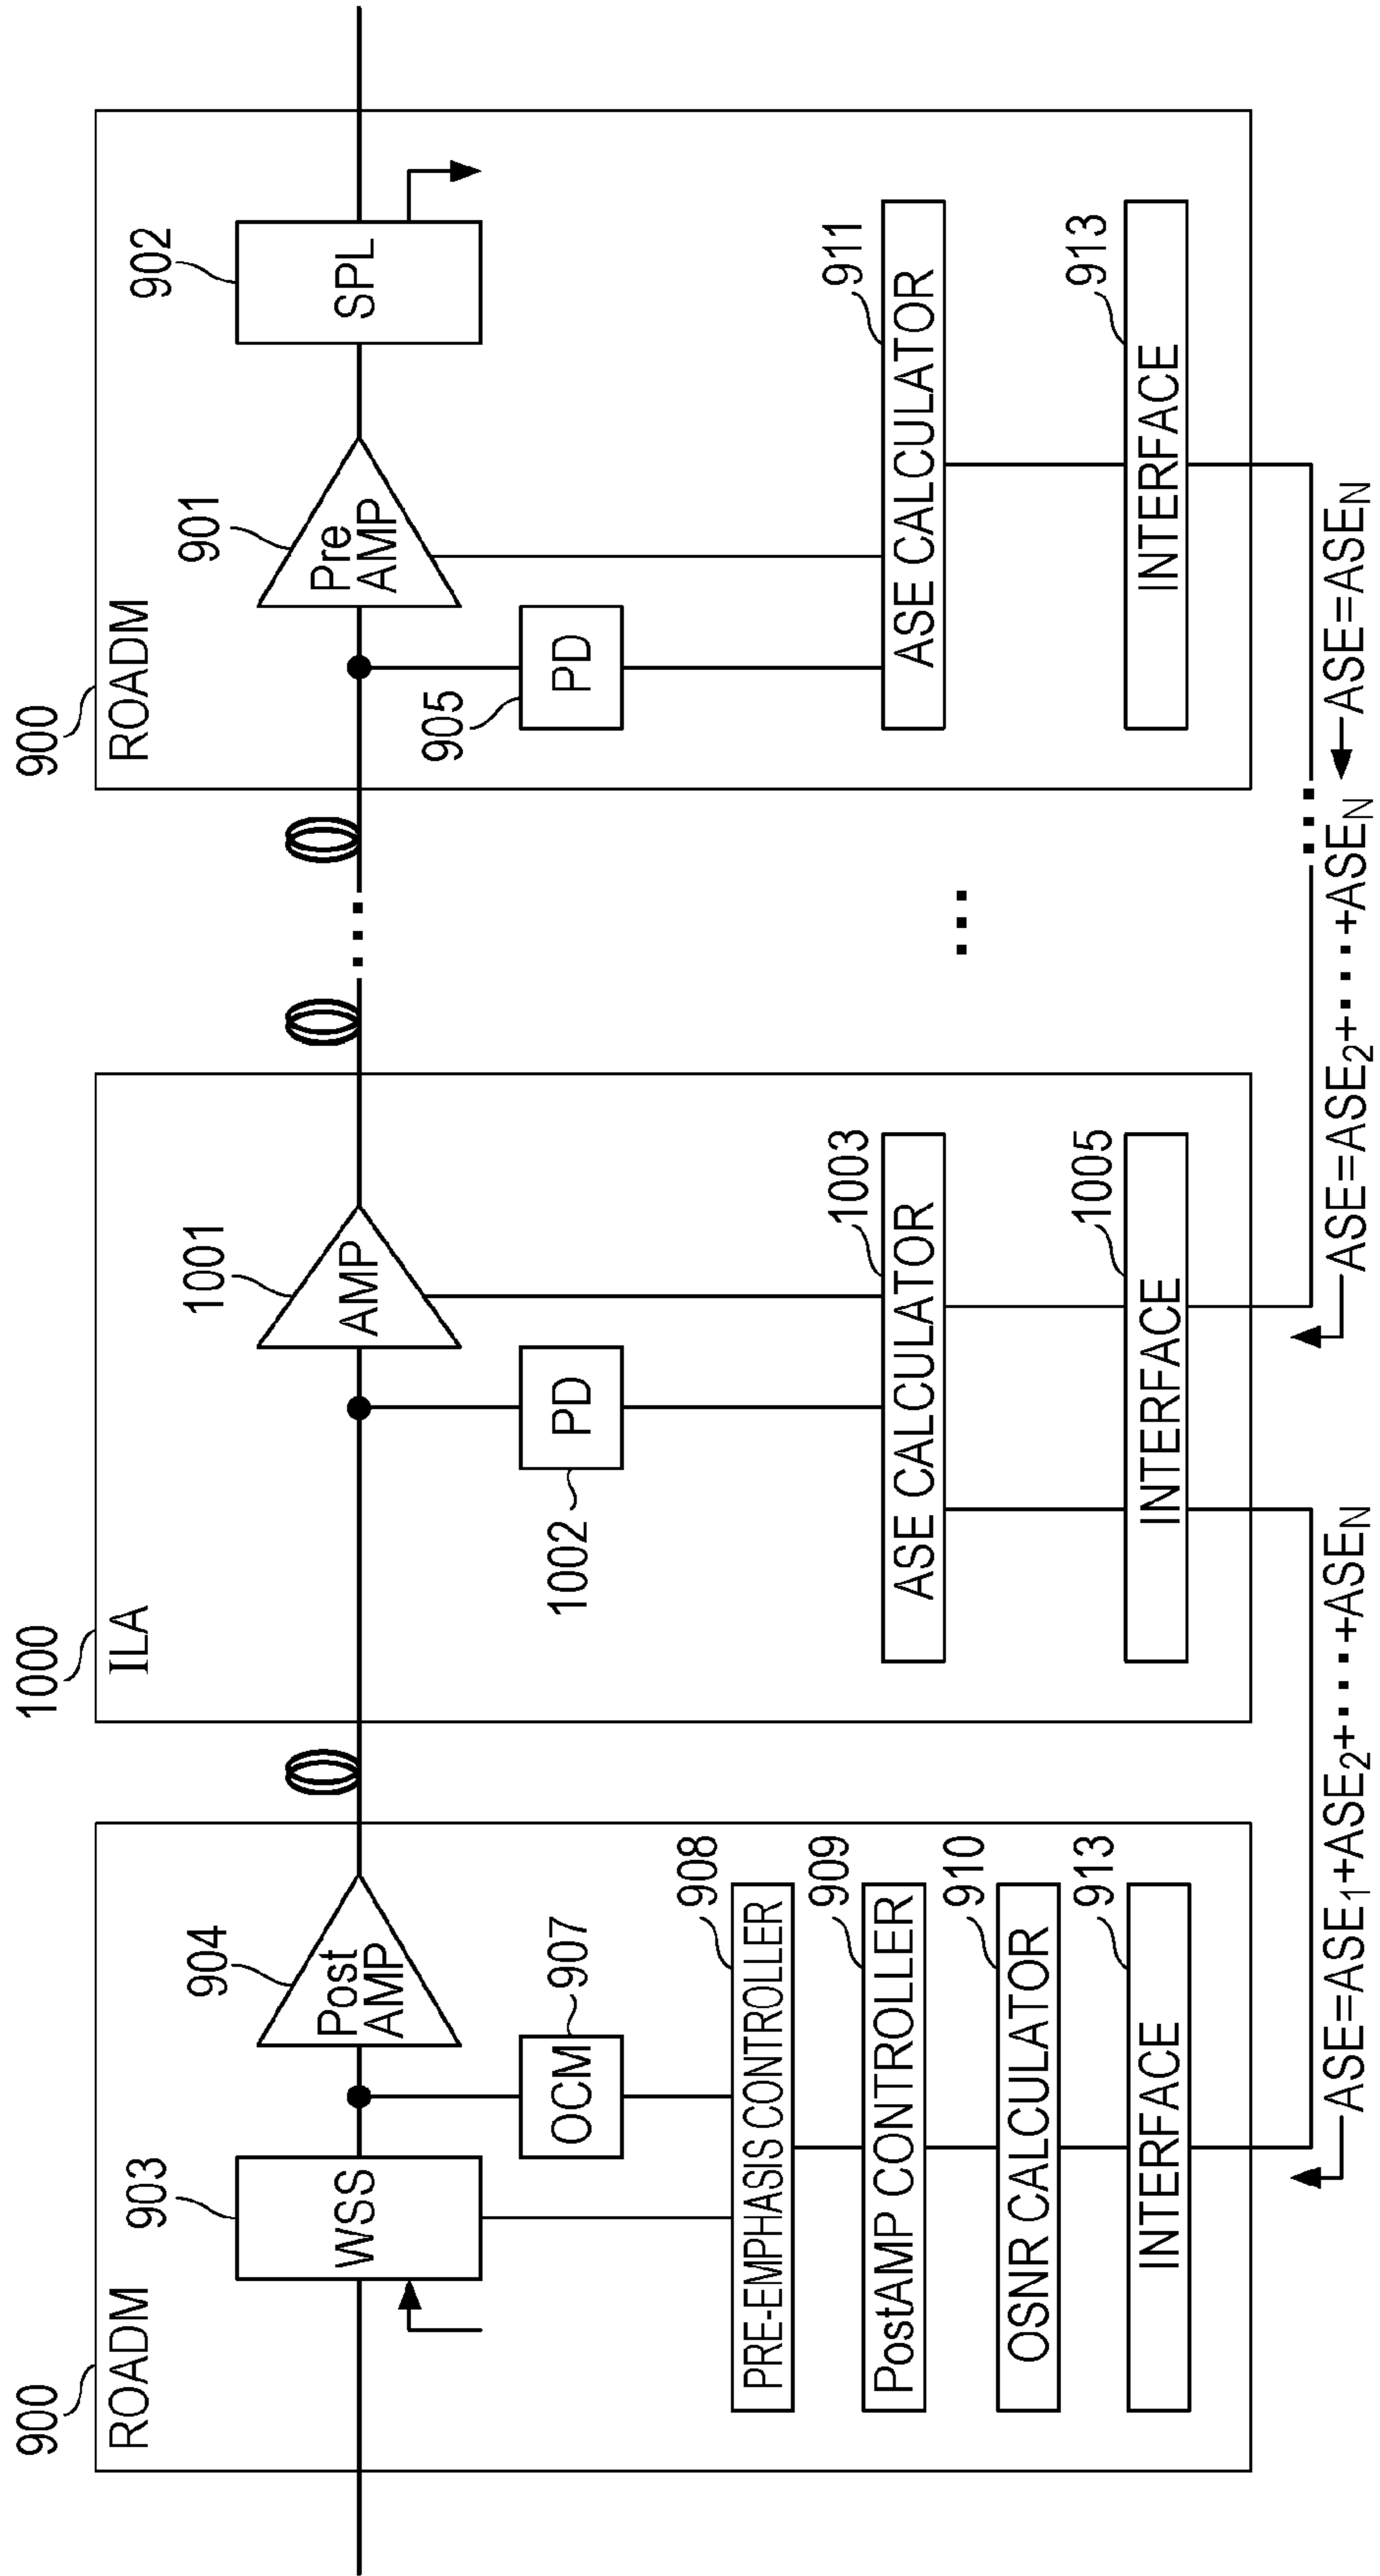 900
ROADM
903
WSS
904
Post
AMP
OCM
907
PRE-EMPHASIS CONTROLLER
908
PostAMP CONTROLLER
909
OSNR CALCULATOR
910
INTERFACE
913
ASE=ASE1+ASE2+···+ASEN
1000
ILA
1001
AMP
PD
1002
ASE CALCULATOR
1003
INTERFACE
1005
ASE=ASE2+···+ASEN
900
ROADM
901
Pre
AMP
902
SPL
905
PD
ASE CALCULATOR
911
INTERFACE
913
ASE=ASEN